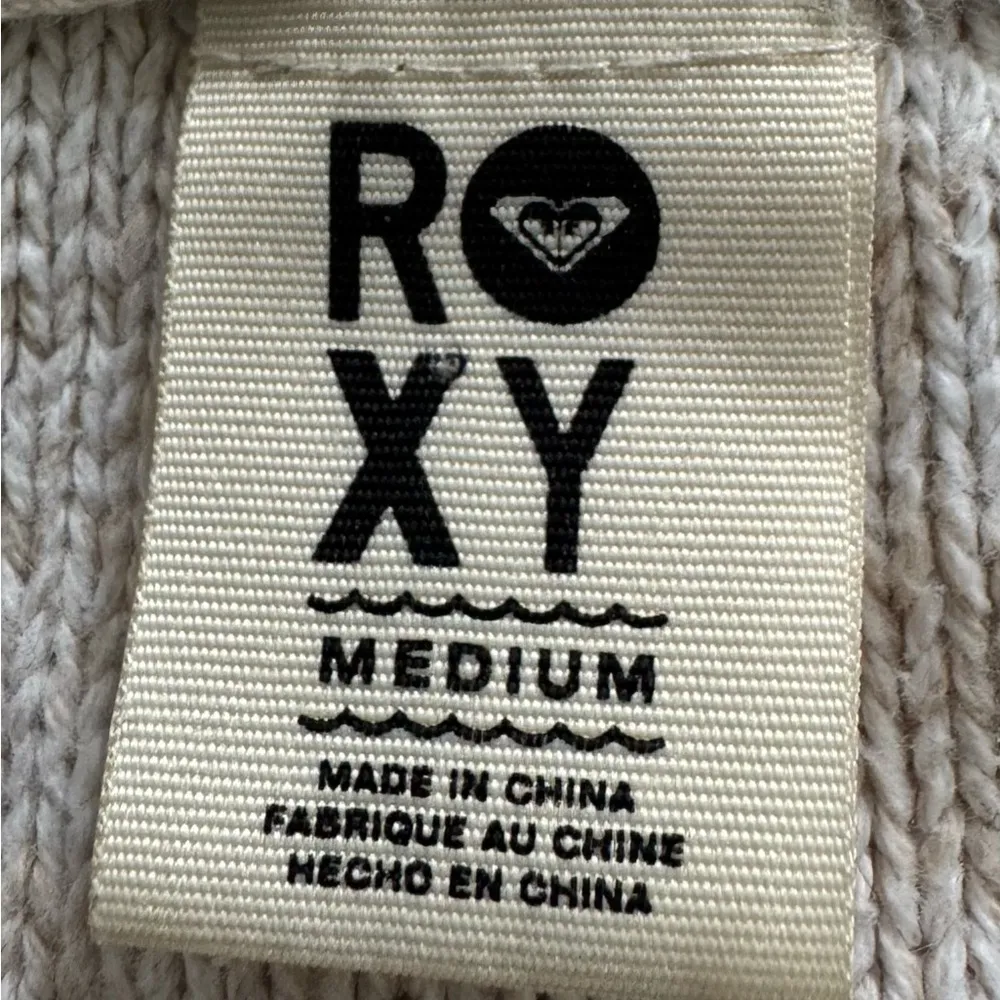 RO
XY
MEDIUM
MADE IN CHINA
FABRIQUE AU CHINE
HECHO EN CHINA